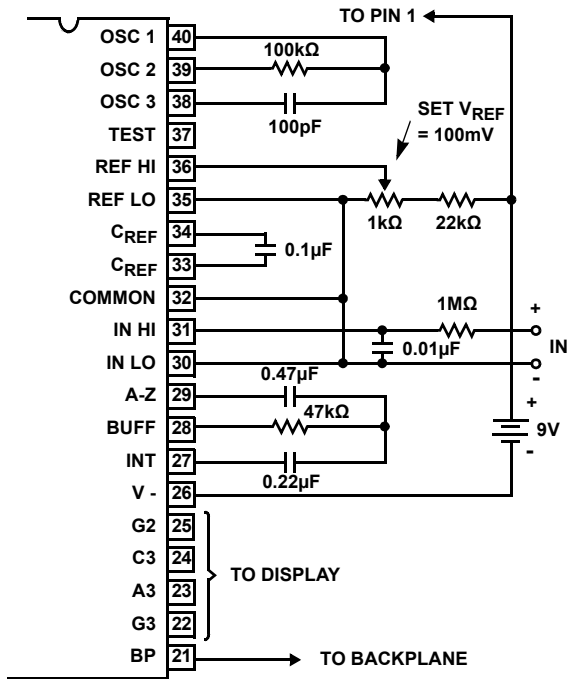 TO PIN 1
OSC 1 40
100kΩ
OSC 2 39
OSC 3 38
100pF
TEST 37
SET VREF
= 100mV
REF HI 36
REF LO 35
1kΩ 22kΩ
CREF 34
0.1µF
CREF 33
COMMON 32
1MΩ
+
IN HI 31
IN
0.01µF
IN LO 30
-
0.47µF
A-Z 29
+
47kΩ
BUFF 28
9V
-
INT 27
0.22µF
V - 26
G2 25
C3 24
TO DISPLAY
A3 23
G3 22
BP 21
TO BACKPLANE